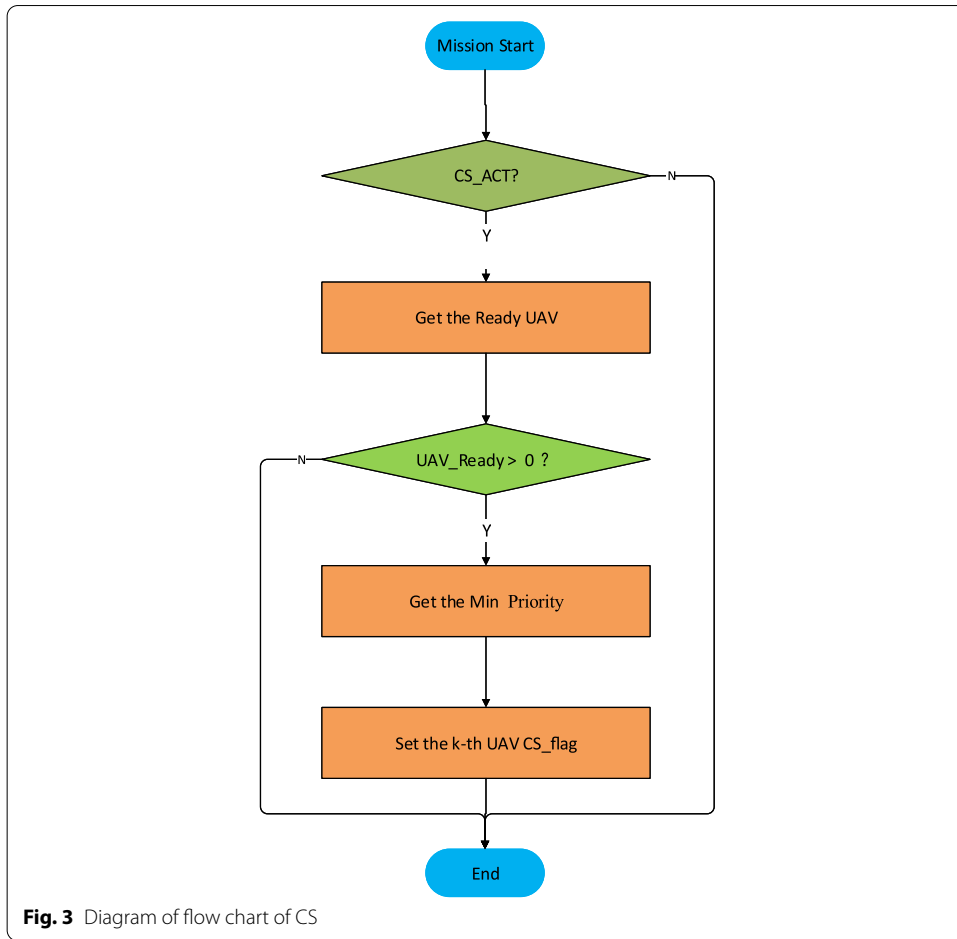 Mission Start
CS_ACT?
N
Y
Get the Ready UAV
N
UAV_Ready > 0 ?
Y
Get the Min Priority
Set the k-th UAV CS_flag
End
Fig. 3 Diagram of flow chart of CS